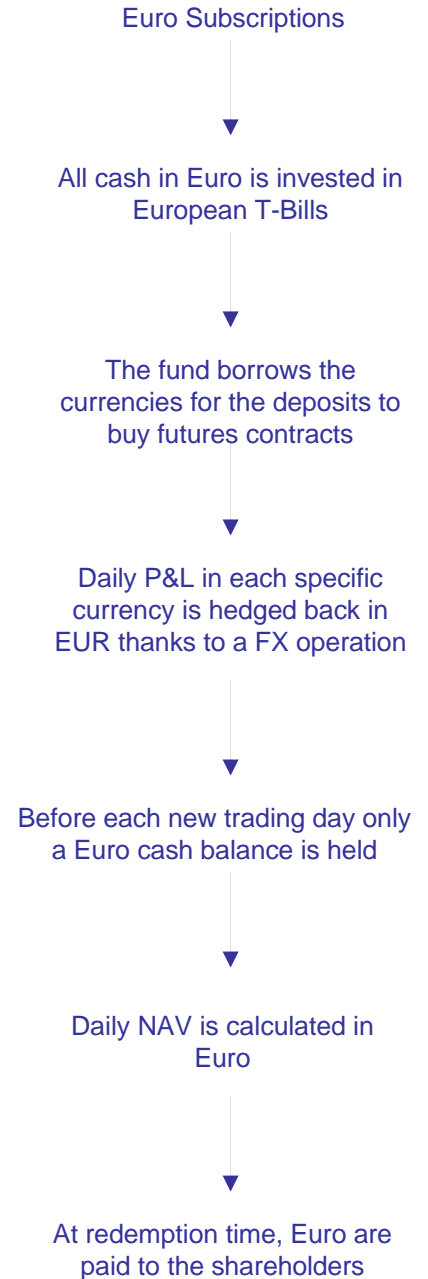 Euro Subscriptions
All cash in Euro is invested in
European T-Bills
The fund borrows the
currencies for the deposits to
buy futures contracts
Daily P&L in each specific
currency is hedged back in
EUR thanks to a FX operation
Before each new trading day only
a Euro cash balance is held
Daily NAV is calculated in
Euro
At redemption time, Euro are
paid to the shareholders